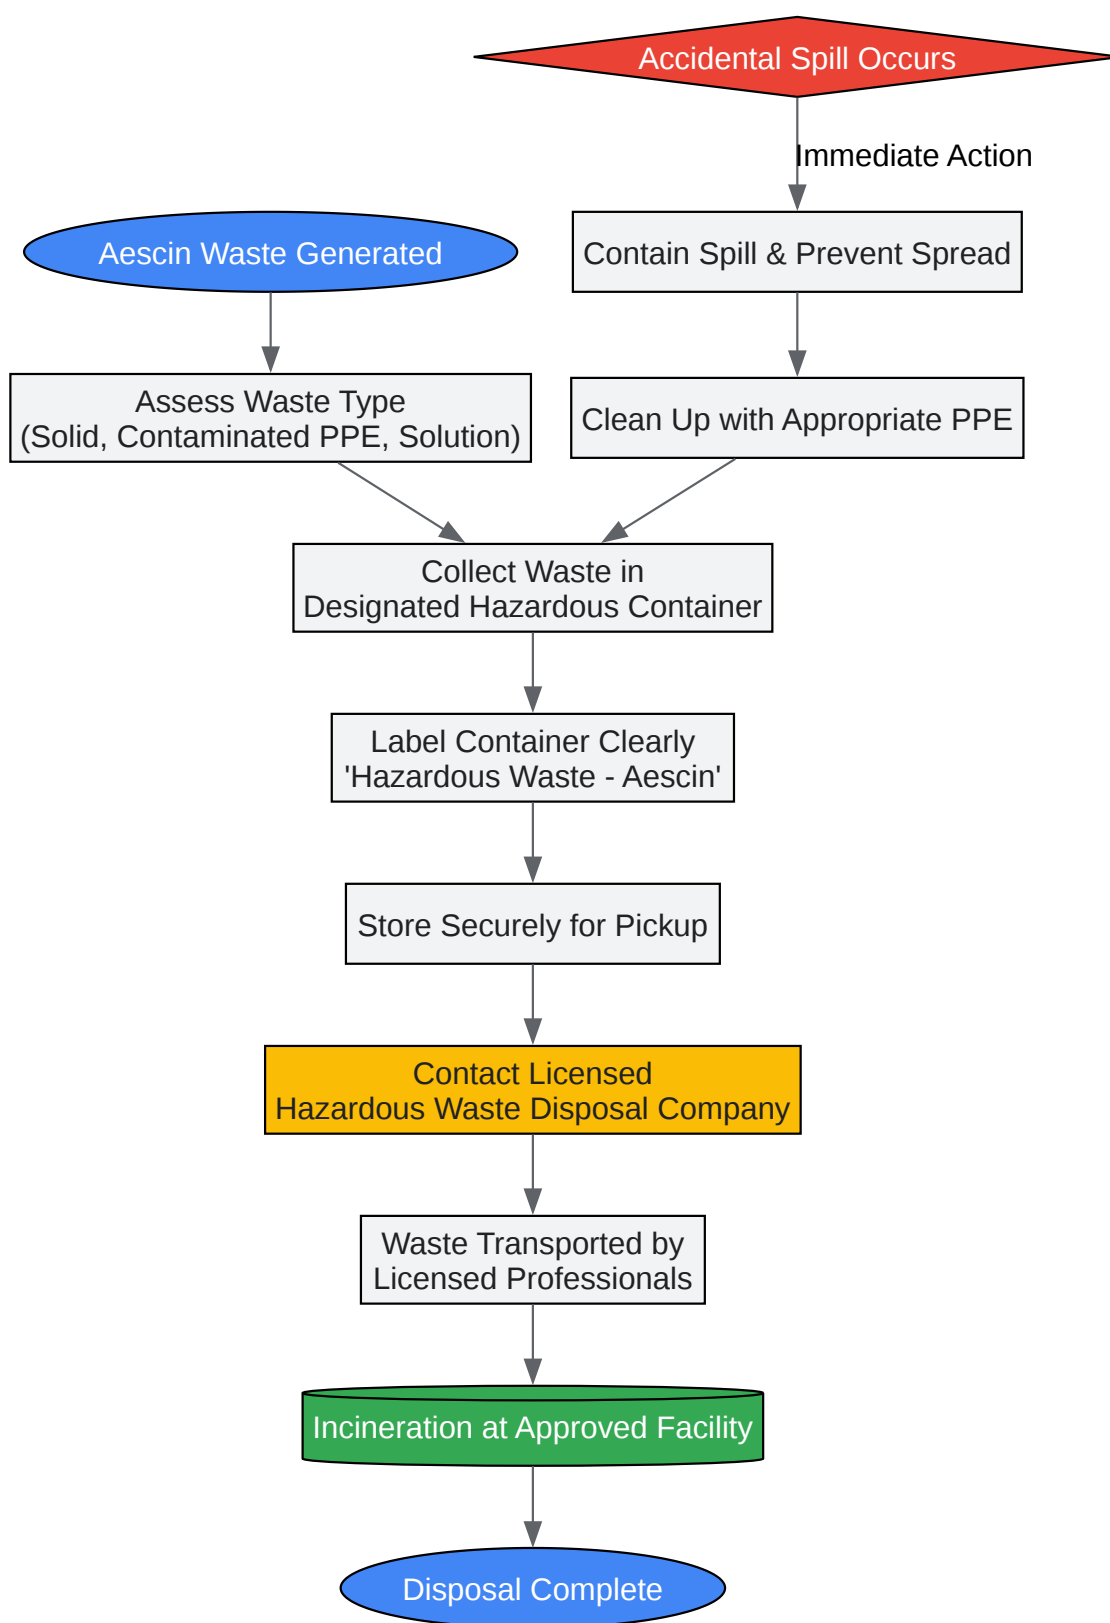 Accidental Spill Occurs
Immediate Action
Aescin Waste Generated
Contain Spill & Prevent Spread
Assess Waste Type
(Solid, Contaminated PPE, Solution)
Clean Up with Appropriate PPE
Collect Waste in
Designated Hazardous Container
Label Container Clearly
'Hazardous Waste - Aescin'
Store Securely for Pickup
Contact Licensed
Hazardous Waste Disposal Company
Waste Transported by
Licensed Professionals
Incineration at Approved Facility
Disposal Complete